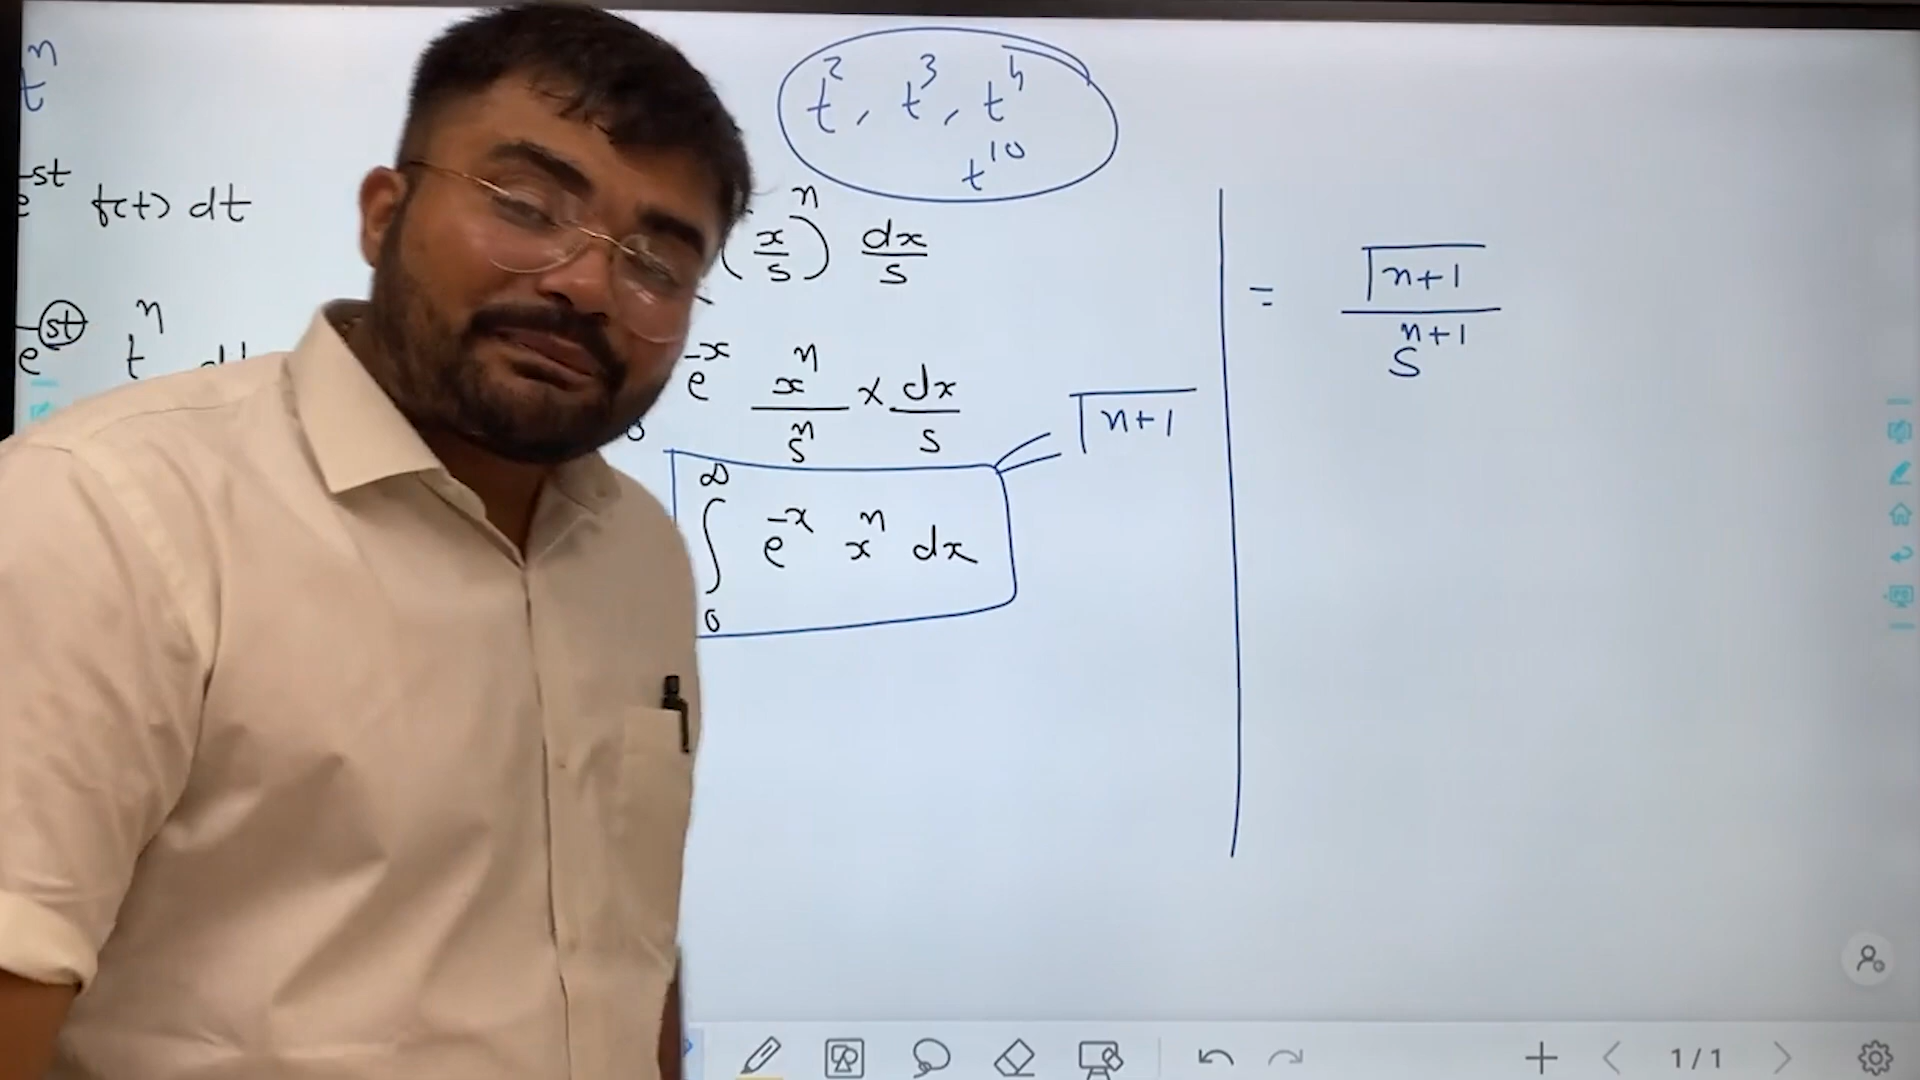 tⁿ
t², t³, t⁴
t¹⁰
e^-st f(t) dt
(x/s)ⁿ dx/s
e^-st tⁿ
e^-x xⁿ/sⁿ × dx/s
∫₀^∞ e^-x xⁿ dx
= Γn+1
= Γn+1 / s^n+1
1/1